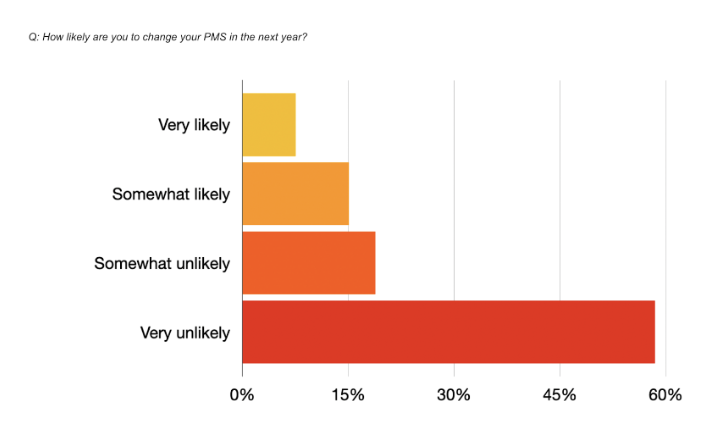 Q: How likely are you to change your PMS in the next year?
Very likely
Somewhat likely
Somewhat unlikely
Very unlikely
0% 15% 30% 45% 60%